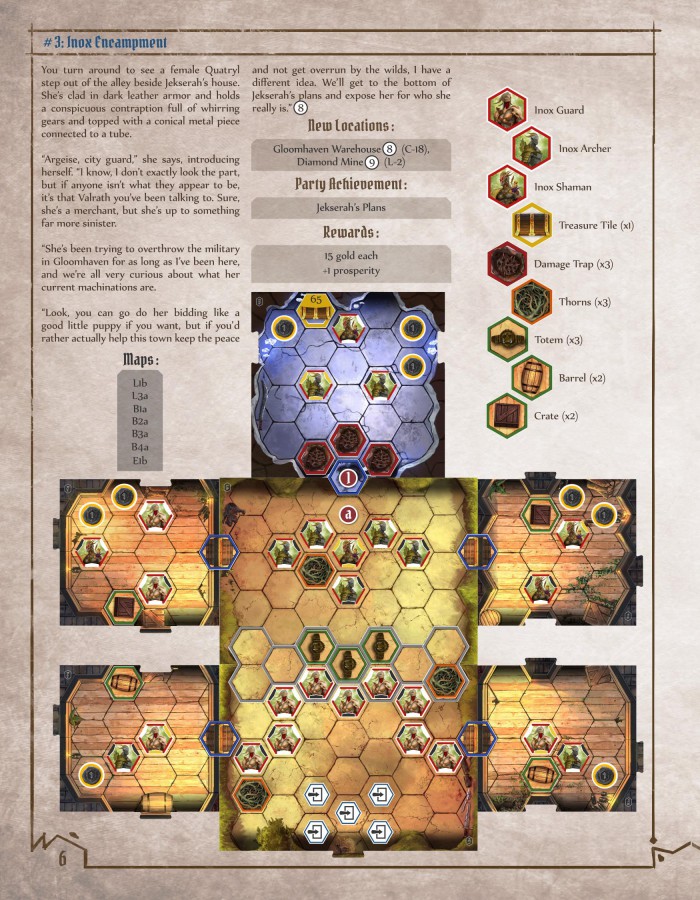 #3: Inox Encampment
You turn around to see a female Quatryl
step out of the alley beside Jekserah's house.
She's clad in dark leather armor and holds
a conspicuous contraption full of whirring
gears and topped with a conical metal piece
connected to a tube.
"Argeise, city guard," she says, introducing
herself. "I know, I don't exactly look the part,
but if anyone isn't what they appear to be,
it's that Valrath you've been talking to. Sure,
she's a merchant, but she's up to something
far more sinister.
"She's been trying to overthrow the military
in Gloomhaven for as long as I've been here,
and we're all very curious about what her
current machinations are.
"Look, you can go do her bidding like a
good little puppy if you want, but if you'd
rather actually help this town keep the peace
and not get overrun by the wilds, I have a
different idea. We'll get to the bottom of
Jekserah's plans and expose her for who she
really is." 8
New Locations:
Gloomhaven Warehouse 8 (C-18),
Diamond Mine 9 (L-2)
Party Achievement:
Jekserah's Plans
Rewards:
15 gold each
+1 prosperity
Maps:
L1b
L3a
B1a
B2a
B3a
B4a
E1b
Inox Guard
Inox Archer
Inox Shaman
Treasure Tile (x1)
Damage Trap (x3)
Thorns (x3)
Totem (x3)
Barrel (x2)
Crate (x2)
65
1
a
6